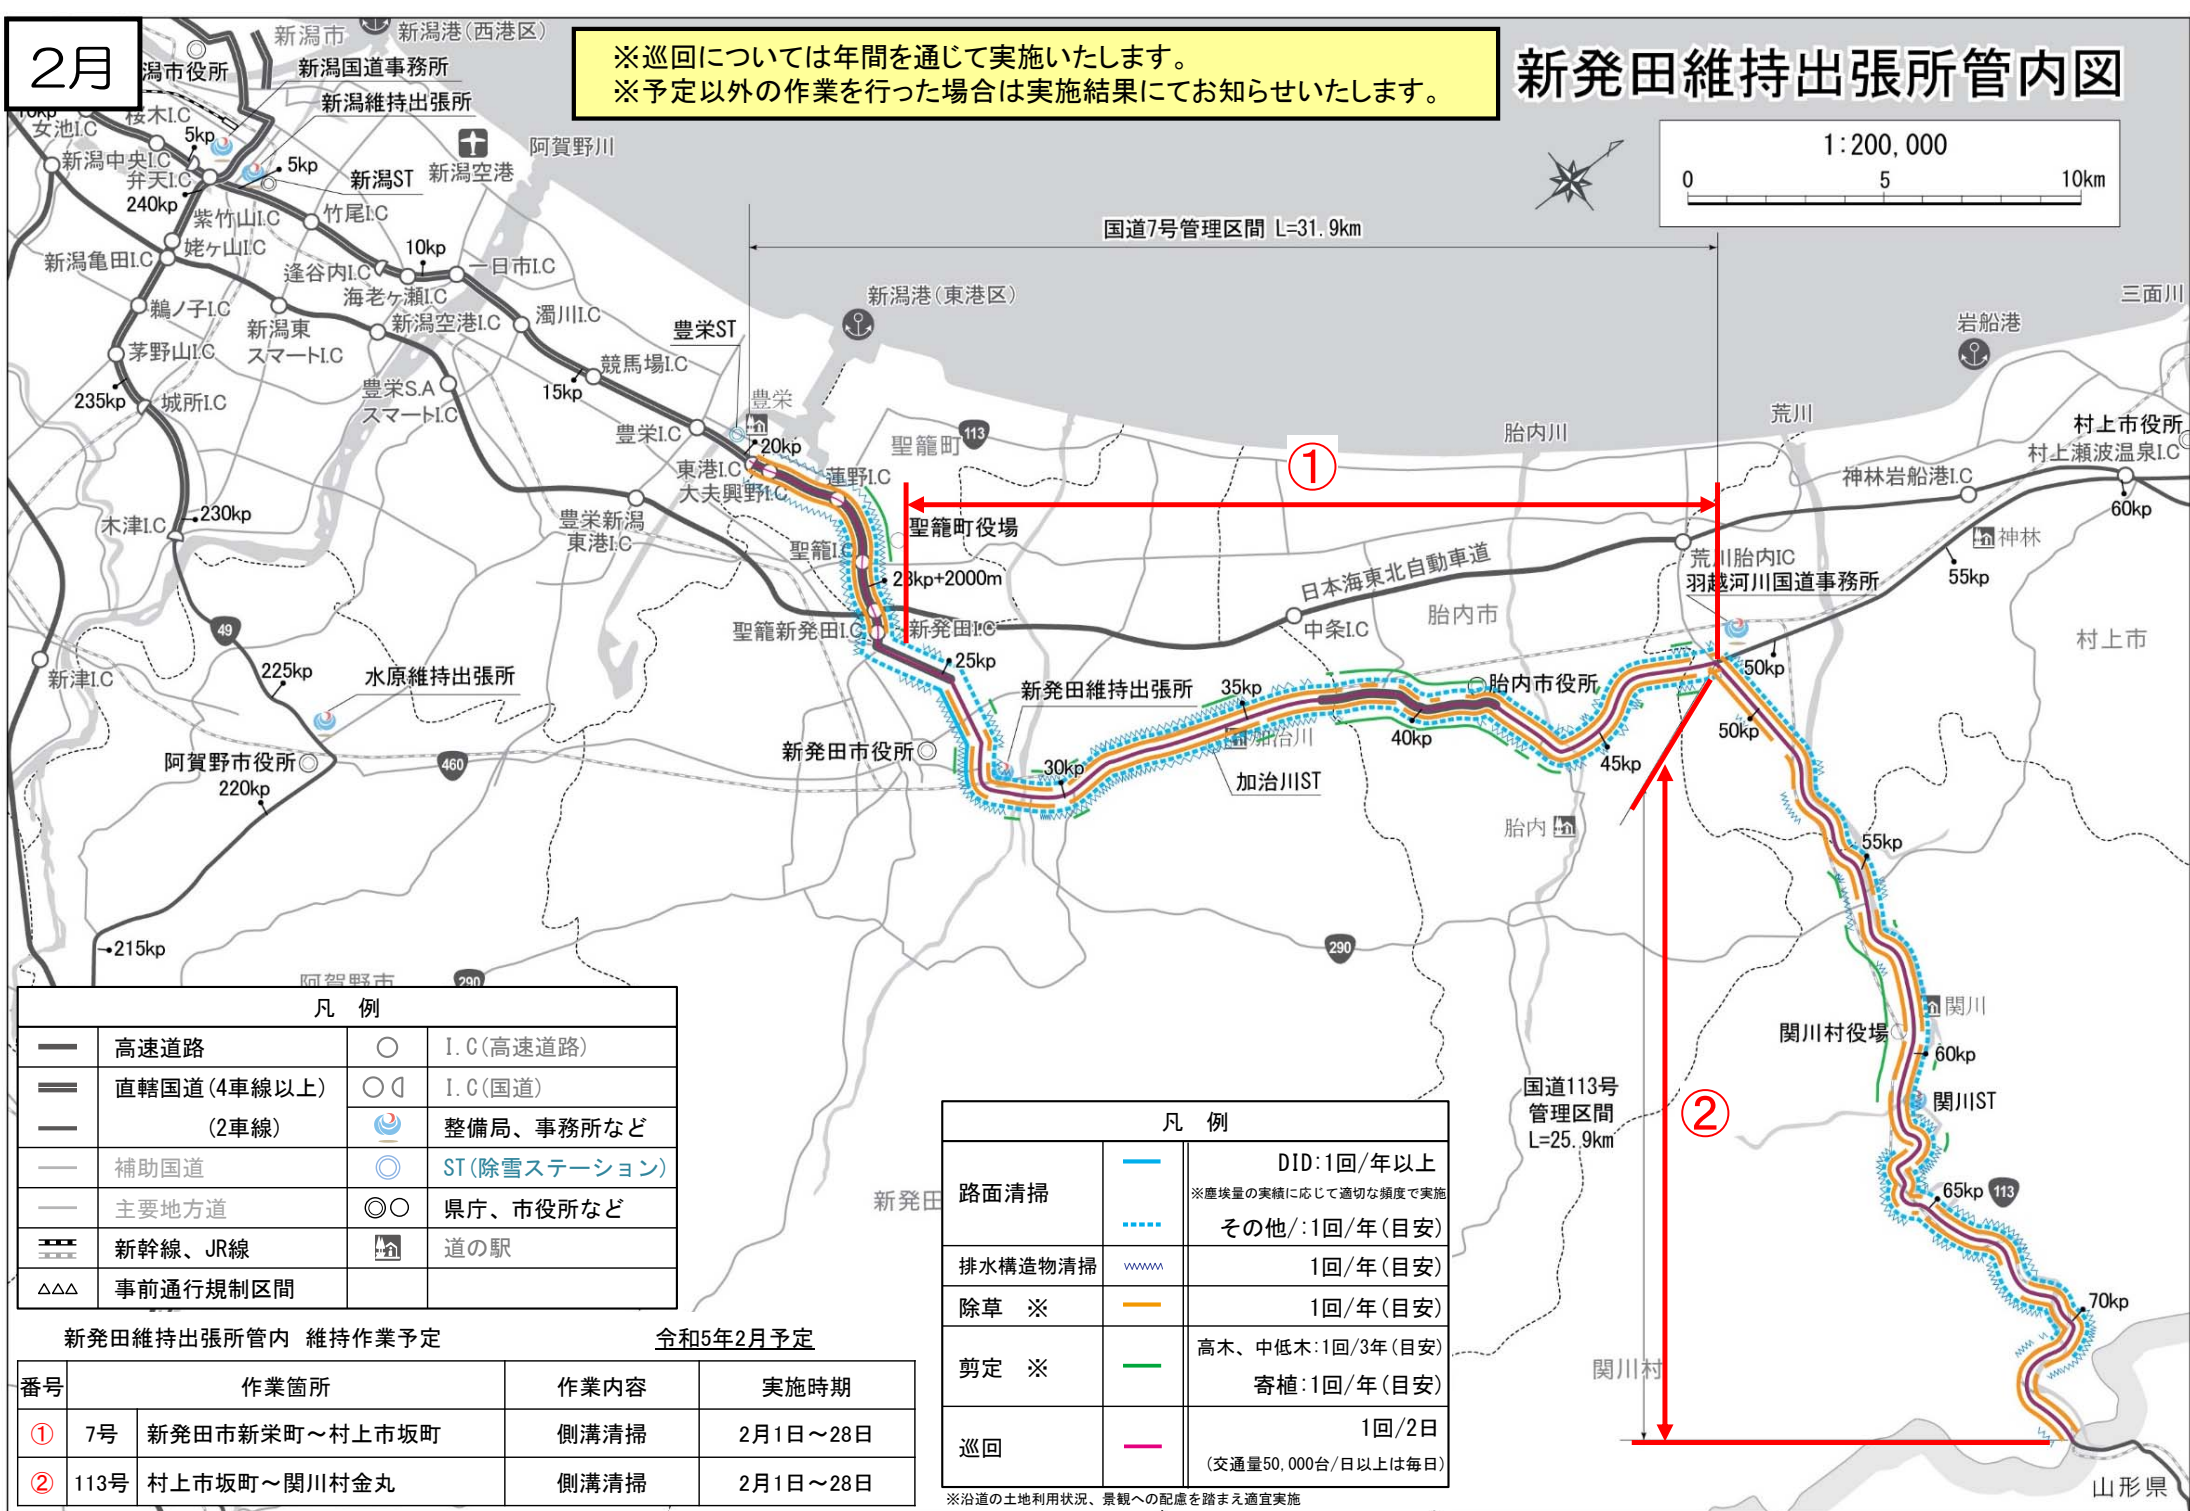 2月
※巡回については年間を通じて実施いたします。
※予定以外の作業を行った場合は実施結果にてお知らせいたします。
新発田維持出張所管内図
1:200,000
0 5 10km
新潟市
新潟港(西港区)
潟市役所
新潟国道事務所
新潟維持出張所
女池I.C
桜木I.C
5kp
新潟中央I.C
弁天I.C
5kp
新潟ST
新潟空港
阿賀野川
240kp
紫竹山I.C
竹尾I.C
姥ヶ山I.C
新潟亀田I.C
10kp
逢谷内I.C
一日市I.C
海老ヶ瀬I.C
鵜ノ子I.C
新潟東
スマートI.C
新潟空港I.C
濁川I.C
茅野山I.C
競馬場I.C
15kp
235kp
城所I.C
豊栄S.A
スマートI.C
豊栄ST
豊栄
豊栄I.C
20kp
東港I.C
大夫興野I.C
蓮野I.C
国道7号管理区間 L=31.9km
新潟港(東港区)
聖籠町
113
①
胎内川
荒川
岩船港
三面川
村上市役所
村上瀬波温泉I.C
神林岩船港I.C
60kp
神林
55kp
木津I.C
230kp
豊栄新潟
東港I.C
聖籠町役場
聖籠I.C
23kp+2000m
聖籠新発田I.C
新発田I.C
日本海東北自動車道
中条I.C
胎内市
荒川胎内IC
羽越河川国道事務所
村上市
49
225kp
新津I.C
水原維持出張所
25kp
新発田維持出張所
35kp
胎内市役所
50kp
50kp
40kp
45kp
加治川
加治川ST
30kp
新発田市役所
阿賀野市役所
220kp
460
胎内
55kp
215kp
阿賀野市
290
290
関川
関川村役場
60kp
関川ST
国道113号
管理区間
L=25.9km
②
65kp
113
70kp
新発田
関川村
山形県
凡 例
高速道路 I.C(高速道路)
直轄国道(4車線以上) I.C(国道)
(2車線) 整備局、事務所など
補助国道 ST(除雪ステーション)
主要地方道 県庁、市役所など
新幹線、JR線 道の駅
事前通行規制区間
凡 例
路面清掃 DID:1回/年以上
※塵埃量の実績に応じて適切な頻度で実施
その他/:1回/年(目安)
排水構造物清掃 1回/年(目安)
除草 ※ 1回/年(目安)
剪定 ※ 高木、中低木:1回/3年(目安)
寄植:1回/年(目安)
巡回 1回/2日
(交通量50,000台/日以上は毎日)
※沿道の土地利用状況、景観への配慮を踏まえ適宜実施
新発田維持出張所管内 維持作業予定 令和5年2月予定
番号 作業箇所 作業内容 実施時期
① 7号 新発田市新栄町～村上市坂町 側溝清掃 2月1日～28日
② 113号 村上市坂町～関川村金丸 側溝清掃 2月1日～28日